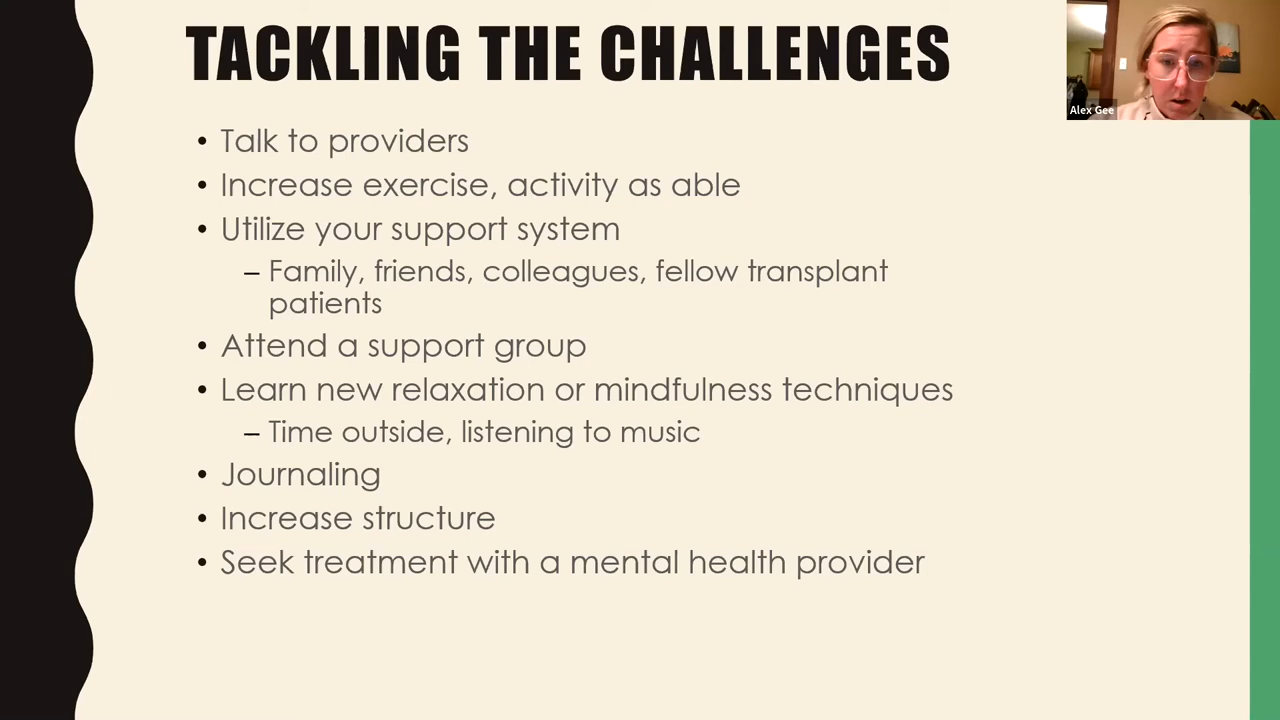 TACKLING THE CHALLENGES
Alex Gee
• Talk to providers
• Increase exercise, activity as able
• Utilize your support system
– Family, friends, colleagues, fellow transplant
patients
• Attend a support group
• Learn new relaxation or mindfulness techniques
– Time outside, listening to music
• Journaling
• Increase structure
• Seek treatment with a mental health provider